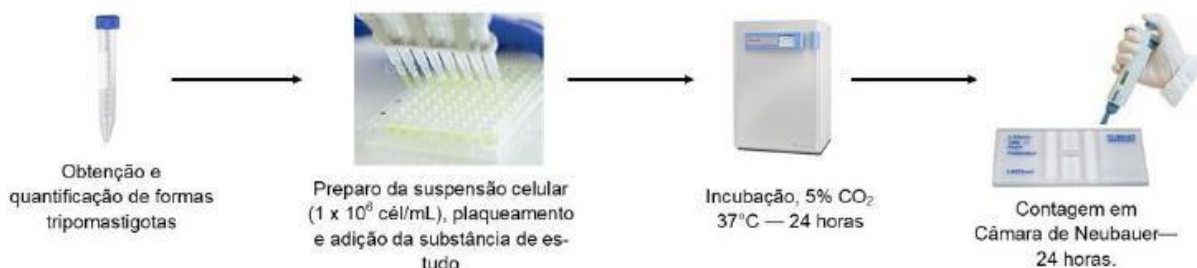 Obtenção e
quantificação de formas
tripomastigotas
Preparo da suspensão celular
(1 x 10⁶ cél/mL), plaqueamento
e adição da substância de es-
tudo
Incubação, 5% CO₂
37°C — 24 horas
Contagem em
Câmara de Neubauer—
24 horas.